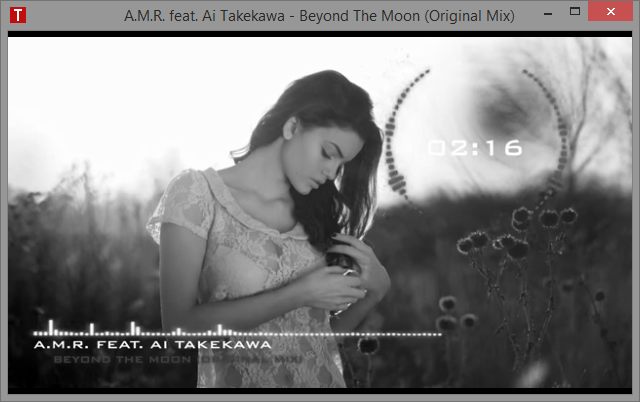 T A.M.R. feat. Ai Takekawa - Beyond The Moon (Original Mix)
02:16
A.M.R. FEAT. AI TAKEKAWA
BEYOND THE MOON (ORIGINAL MIX)